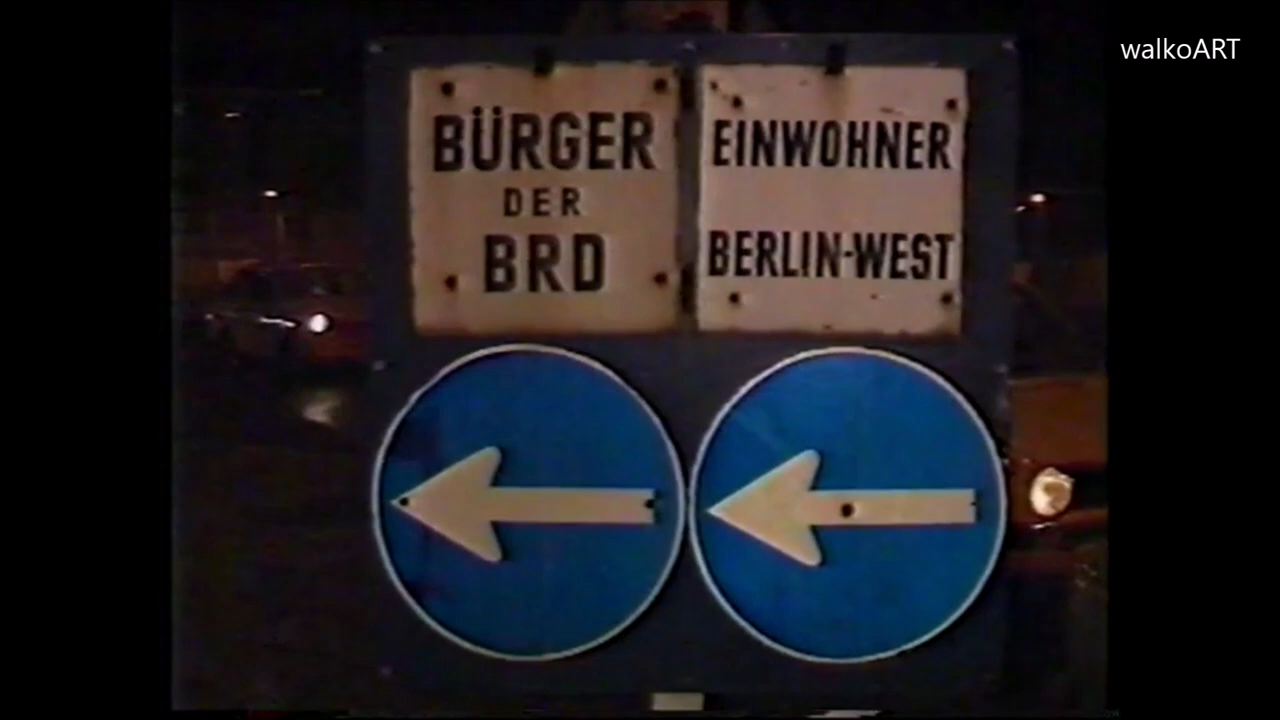 walkoART
BÜRGER
DER
BRD
EINWOHNER
BERLIN-WEST